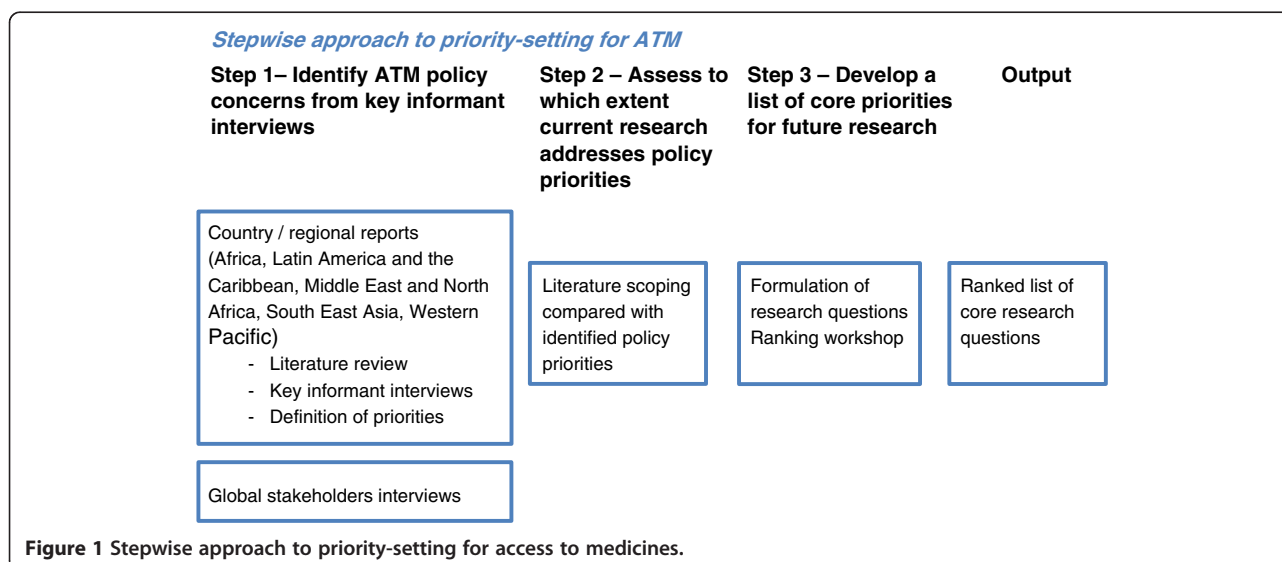 Stepwise approach to priority-setting for ATM
Step 1– Identify ATM policy
concerns from key informant
interviews
Step 2 – Assess to
which extent
current research
addresses policy
priorities
Step 3 – Develop a
list of core priorities
for future research
Output
Country / regional reports
(Africa, Latin America and the
Caribbean, Middle East and North
Africa, South East Asia, Western
Pacific)
- Literature review
- Key informant interviews
- Definition of priorities
Global stakeholders interviews
Literature scoping
compared with
identified policy
priorities
Formulation of
research questions
Ranking workshop
Ranked list of
core research
questions
Figure 1 Stepwise approach to priority-setting for access to medicines.